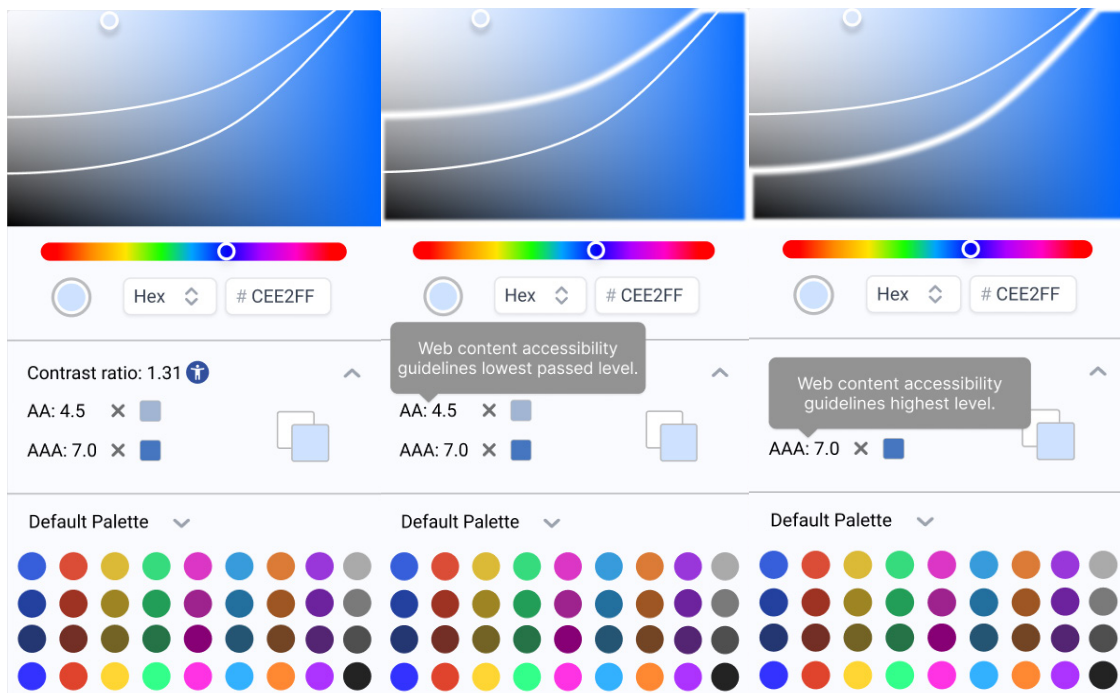 Hex
# CEE2FF
Contrast ratio: 1.31
AA: 4.5
AAA: 7.0
Default Palette
Hex
# CEE2FF
Web content accessibility
guidelines lowest passed level.
AA: 4.5
AAA: 7.0
Default Palette
Hex
# CEE2FF
Web content accessibility
guidelines highest level.
AAA: 7.0
Default Palette